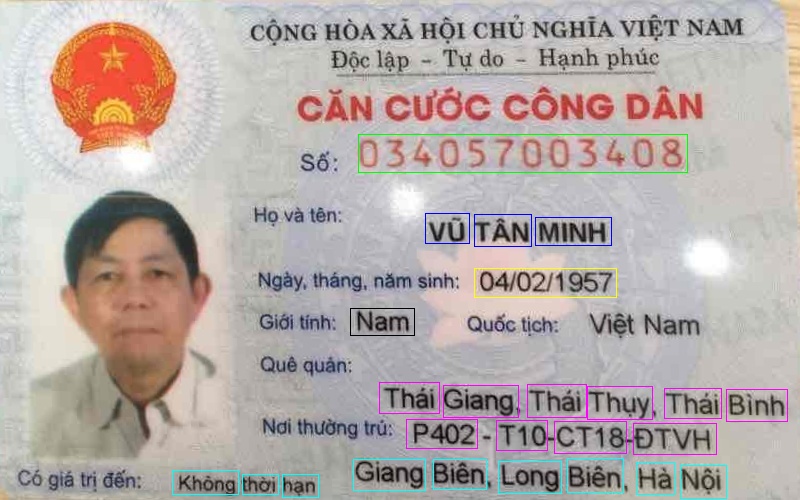 CỘNG HÒA XÃ HỘI CHỦ NGHĨA VIỆT NAM
Độc lập - Tự do - Hạnh phúc
CĂN CƯỚC CÔNG DÂN
Số: 034057003408
Họ và tên: VŨ TÂN MINH
Ngày, tháng, năm sinh: 04/02/1957
Giới tính: Nam Quốc tịch: Việt Nam
Quê quán:
Thái Giang, Thái Thụy, Thái Bình
Nơi thường trú: P402 - T10-CT18-ĐTVH
Giang Biên, Long Biên, Hà Nội
Có giá trị đến: Không thời hạn